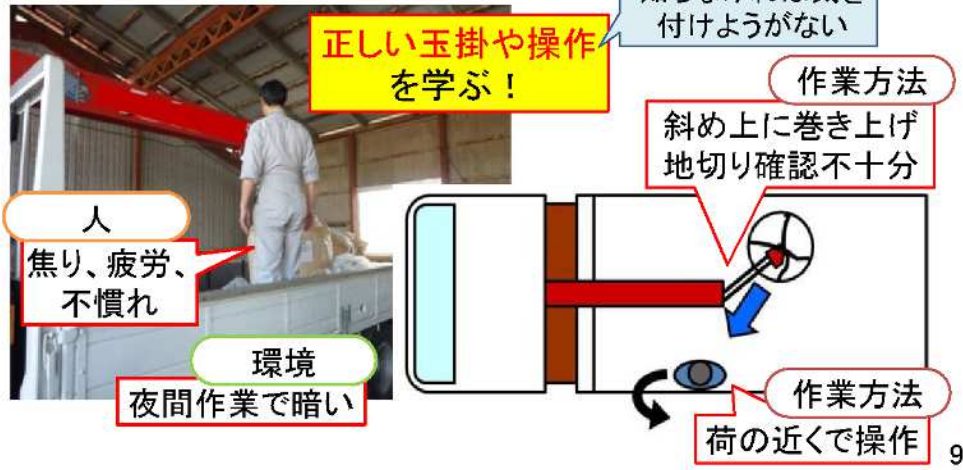 付けようがない
正しい玉掛や操作
を学ぶ！
作業方法
斜め上に巻き上げ
地切り確認不十分
人
焦り、疲労、
不慣れ
環境
夜間作業で暗い
作業方法
荷の近くで操作
9